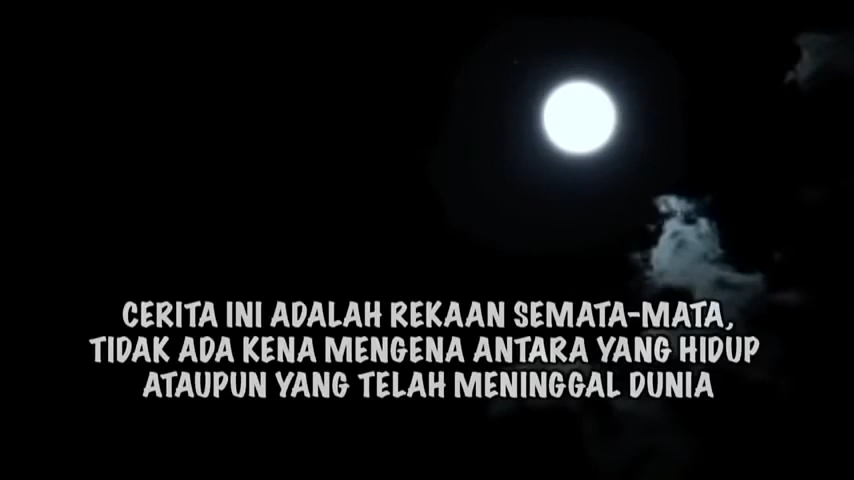 CERITA INI ADALAH REKAAN SEMATA-MATA,
TIDAK ADA KENA MENGENA ANTARA YANG HIDUP
ATAUPUN YANG TELAH MENINGGAL DUNIA